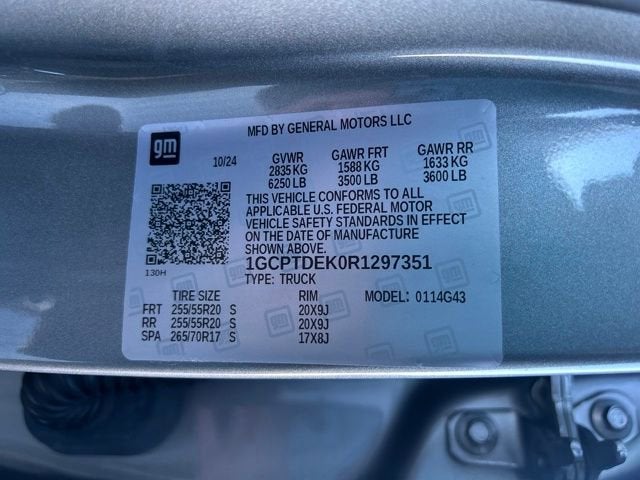 MFD BY GENERAL MOTORS LLC
gm
10/24 GVWR GAWR FRT GAWR RR
2835 KG 1588 KG 1633 KG
6250 LB 3500 LB 3600 LB
THIS VEHICLE CONFORMS TO ALL
APPLICABLE U.S. FEDERAL MOTOR
VEHICLE SAFETY STANDARDS IN EFFECT
ON THE DATE OF MANUFACTURE
SHOWN ABOVE.
1GCPTDEK0R1297351
130H
TYPE: TRUCK
TIRE SIZE RIM MODEL: 0114G43
FRT 255/55R20 S 20X9J
RR 255/55R20 S 20X9J
SPA 265/70R17 S 17X8J